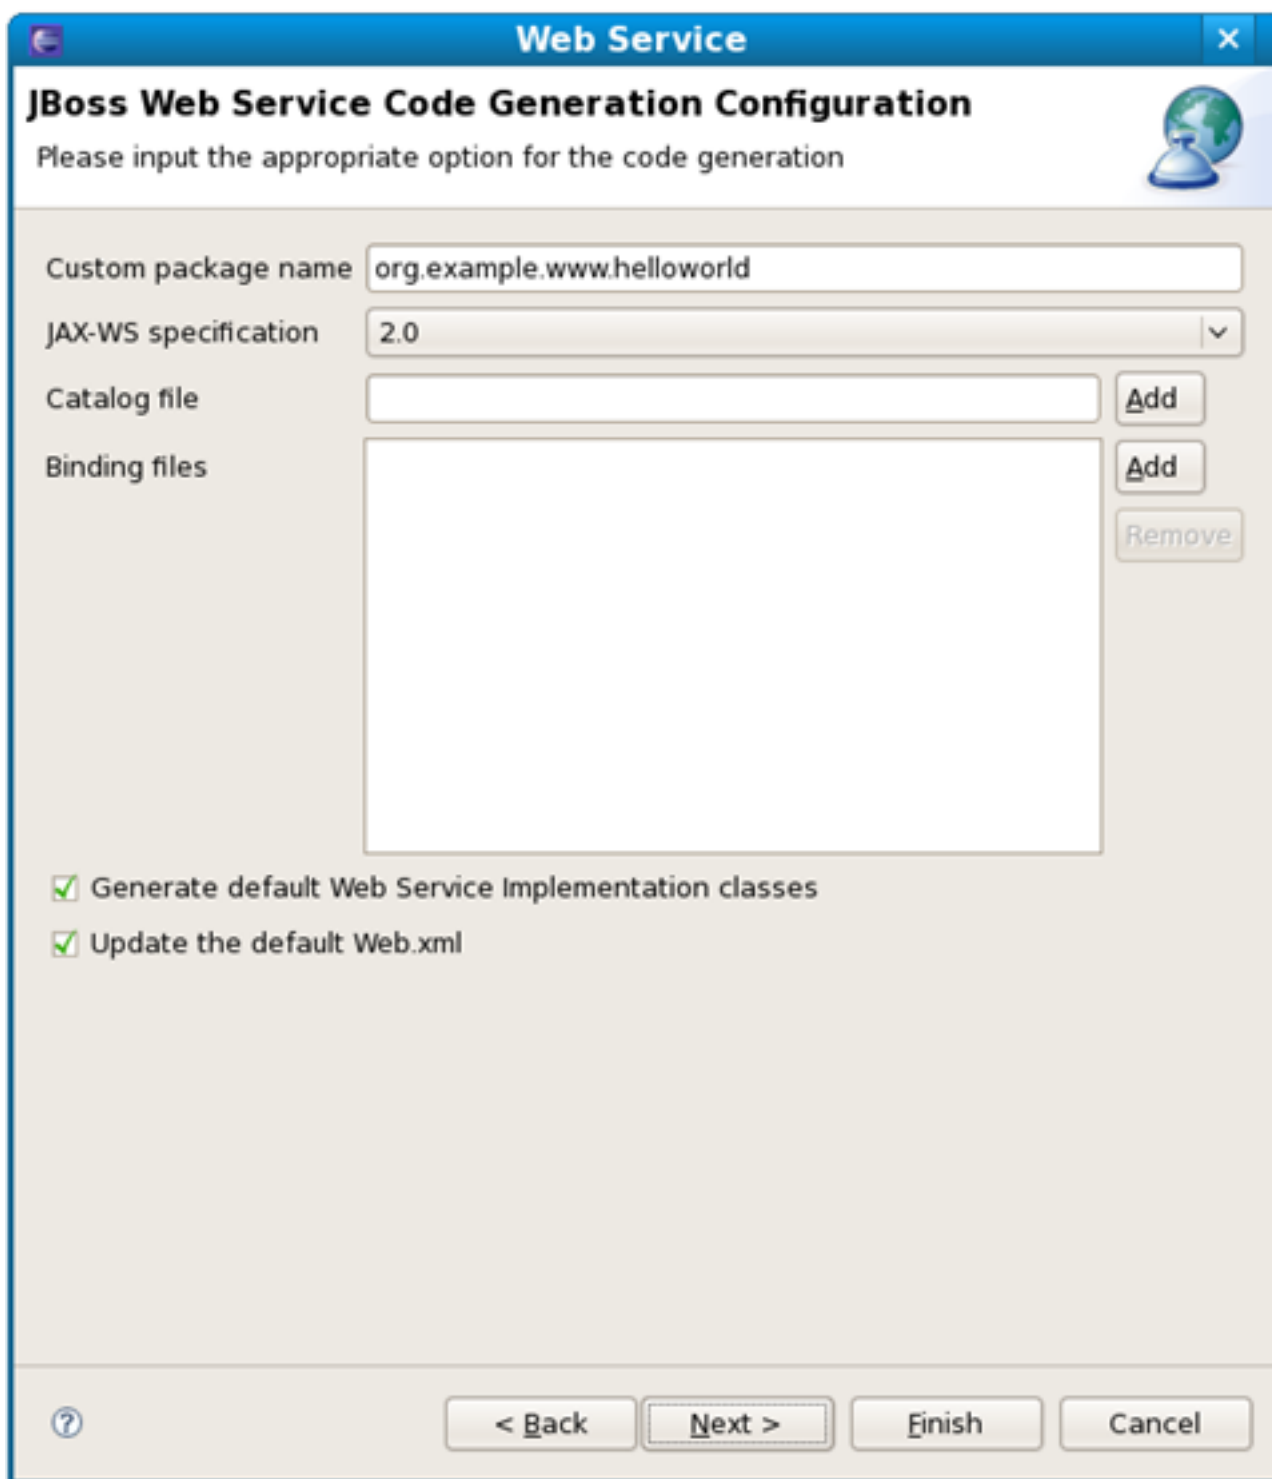 Web Service
JBoss Web Service Code Generation Configuration
Please input the appropriate option for the code generation
Custom package name org.example.www.helloworld
JAX-WS specification 2.0
Catalog file Add
Binding files Add
Remove
Generate default Web Service Implementation classes
Update the default Web.xml
? < Back Next > Finish Cancel